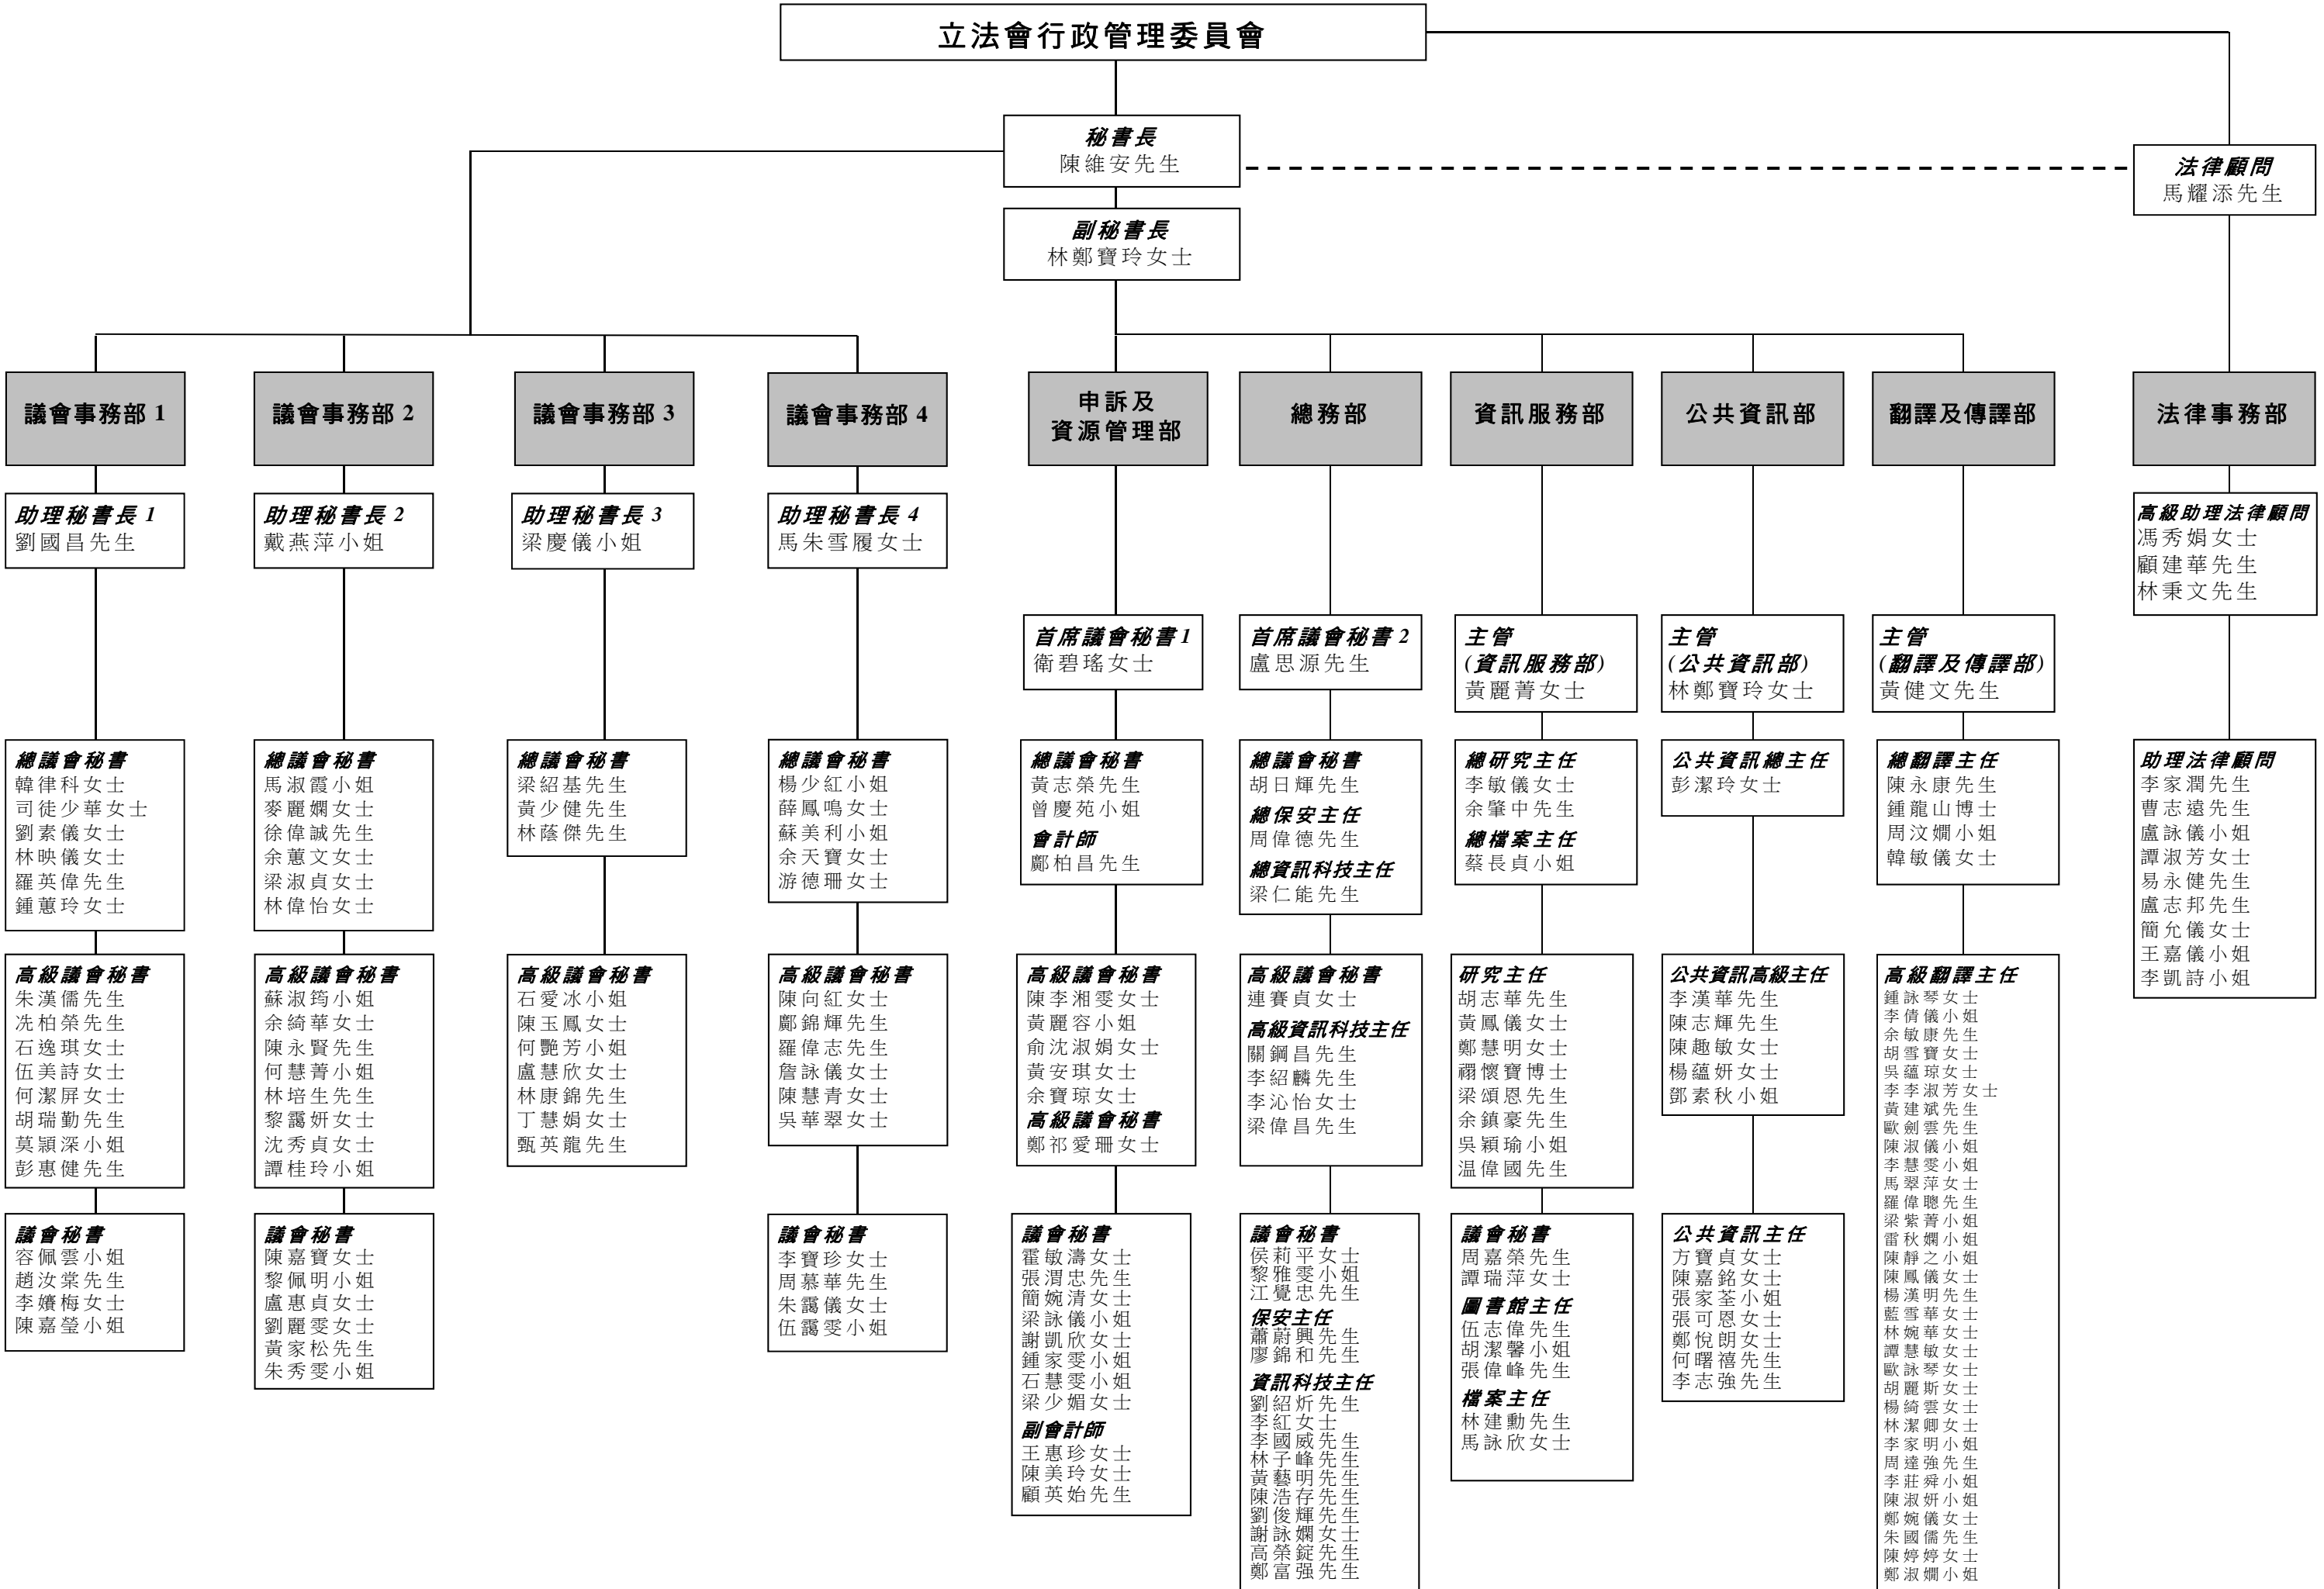 立法會行政管理委員會
秘書長
陳維安先生
法律顧問
馬耀添先生
副秘書長
林鄭寶玲女士
議會事務部 1
議會事務部 2
議會事務部 3
議會事務部 4
申訴及
資源管理部
總務部
資訊服務部
公共資訊部
翻譯及傳譯部
法律事務部
助理秘書長 1
劉國昌先生
助理秘書長 2
戴燕萍小姐
助理秘書長 3
梁慶儀小姐
助理秘書長 4
馬朱雪履女士
高級助理法律顧問
馮秀娟女士
顧建華先生
林秉文先生
首席議會秘書 1
衛碧瑤女士
首席議會秘書 2
盧思源先生
主管
(資訊服務部)
黃麗菁女士
主管
(公共資訊部)
林鄭寶玲女士
主管
(翻譯及傳譯部)
黃健文先生
總議會秘書
韓律科女士
司徒少華女士
劉素儀女士
林映儀女士
羅英偉先生
鍾蕙玲女士
總議會秘書
馬淑霞小姐
麥麗嫻女士
徐偉誠先生
余蕙文女士
梁淑貞女士
林偉怡女士
總議會秘書
梁紹基先生
黃少健先生
林蔭傑先生
總議會秘書
楊少紅小姐
薛鳳鳴女士
蘇美利小姐
余天寶女士
游德珊女士
總議會秘書
黃志榮先生
曾慶苑小姐
會計師
鄺柏昌先生
總議會秘書
胡日輝先生
總保安主任
周偉德先生
總資訊科技主任
梁仁能先生
總研究主任
李敏儀女士
余肇中先生
總檔案主任
蔡長貞小姐
公共資訊總主任
彭潔玲女士
總翻譯主任
陳永康先生
鍾龍山博士
周汶嫺小姐
韓敏儀女士
助理法律顧問
李家潤先生
曹志遠先生
盧詠儀小姐
譚淑芳女士
易永健先生
盧志邦先生
簡允儀女士
王嘉儀小姐
李凱詩小姐
高級議會秘書
朱漢儒先生
冼柏榮先生
石逸琪女士
伍美詩女士
何潔屏女士
胡瑞勤先生
莫穎深小姐
彭惠健先生
高級議會秘書
蘇淑筠小姐
余綺華女士
陳永賢先生
何慧菁小姐
林培生先生
黎靄妍女士
沈秀貞女士
譚桂玲小姐
高級議會秘書
石愛冰小姐
陳玉鳳女士
何艷芳小姐
盧慧欣女士
林康錦先生
丁慧娟女士
甄英龍先生
高級議會秘書
陳向紅女士
鄺錦輝先生
羅偉志先生
詹詠儀女士
陳慧青女士
吳華翠女士
高級議會秘書
陳李湘雯女士
黃麗容小姐
俞沈淑娟女士
黃安琪女士
余寶琼女士
高級議會秘書
鄭祁愛珊女士
高級議會秘書
連賽貞女士
高級資訊科技主任
關鋼昌先生
李紹麟先生
李沁怡女士
梁偉昌先生
研究主任
胡志華先生
黃鳳儀女士
鄭慧明女士
禤懷寶博士
梁頌恩先生
余鎮豪先生
吳穎瑜小姐
温偉國先生
公共資訊高級主任
李漢華先生
陳志輝先生
陳趣敏女士
楊蘊妍女士
鄧素秋小姐
高級翻譯主任
鍾詠琴女士
李倩儀小姐
余敏康先生
胡雪寶女士
吳蘊琼女士
李李淑芳女士
黃建斌先生
歐劍雲先生
陳淑儀小姐
李慧雯小姐
馬翠萍女士
羅偉聰先生
梁紫菁小姐
雷秋嫻小姐
陳靜之小姐
陳鳳儀女士
楊漢明先生
藍雪華女士
林婉華女士
譚慧敏女士
歐詠琴女士
胡麗斯女士
楊綺雲女士
林潔卿女士
李家明小姐
周達強先生
李莊舜小姐
陳淑妍小姐
鄭婉儀女士
朱國儒先生
陳婷婷女士
鄭淑嫺小姐
議會秘書
容佩雲小姐
趙汝棠先生
李嬪梅女士
陳嘉瑩小姐
議會秘書
陳嘉寶女士
黎佩明小姐
盧惠貞女士
劉麗雯女士
黃家松先生
朱秀雯小姐
議會秘書
李寶珍女士
周慕華先生
朱靄儀女士
伍靄雯小姐
議會秘書
霍敏濤女士
張渭忠先生
簡婉清女士
梁詠儀小姐
謝凱欣女士
鍾家雯小姐
石慧雯小姐
梁少媚女士
副會計師
王惠珍女士
陳美玲女士
顧英始先生
議會秘書
侯莉平女士
黎雅雯小姐
江覺忠先生
保安主任
蕭蔚興先生
廖錦和先生
資訊科技主任
劉紹炘先生
李紅女士
李國威先生
林子峰先生
黃藝明先生
陳浩存先生
劉俊輝先生
謝詠嫻女士
高榮錠先生
鄭富强先生
議會秘書
周嘉榮先生
譚瑞萍女士
圖書館主任
伍志偉先生
胡潔馨小姐
張偉峰先生
檔案主任
林建勳先生
馬詠欣女士
公共資訊主任
方寶貞女士
陳嘉銘女士
張家荃小姐
張可恩女士
鄭悅朗女士
何曙禧先生
李志強先生